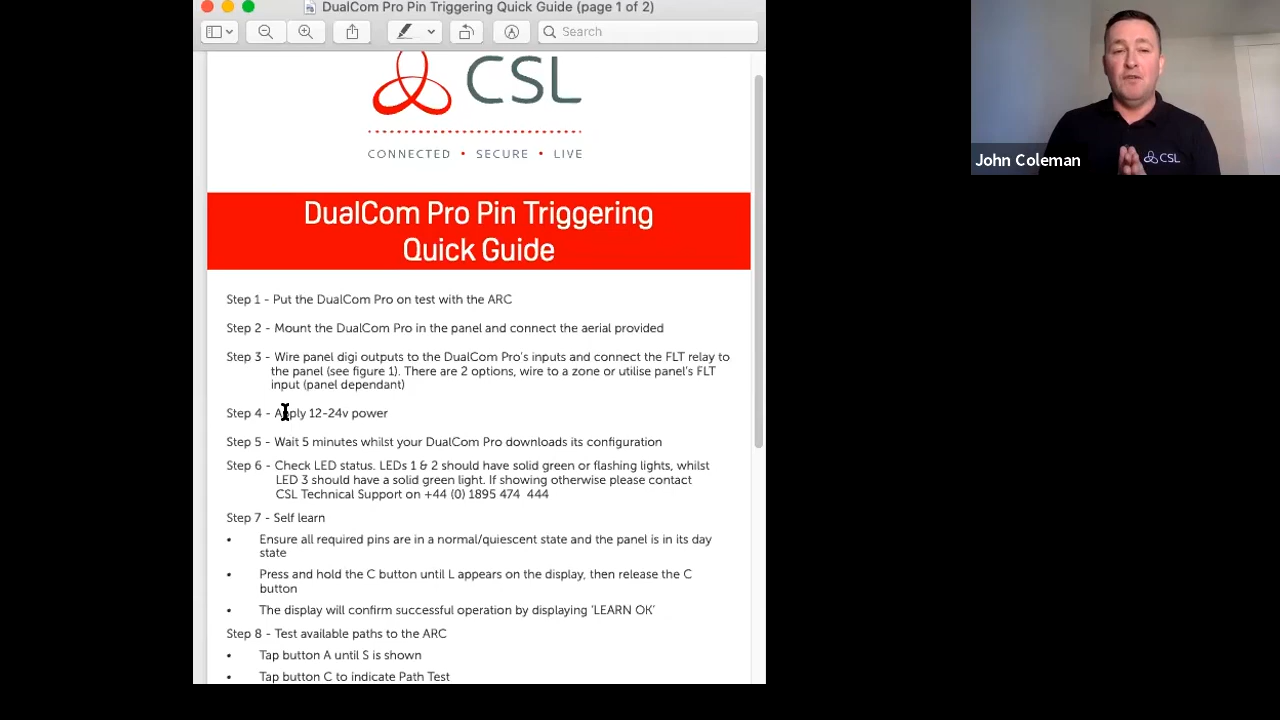 DualCom Pro Pin Triggering Quick Guide (page 1 of 2)
Search
CSL
CONNECTED • SECURE • LIVE
DualCom Pro Pin Triggering
Quick Guide
Step 1 - Put the DualCom Pro on test with the ARC
Step 2 - Mount the DualCom Pro in the panel and connect the aerial provided
Step 3 - Wire panel digi outputs to the DualCom Pro's inputs and connect the FLT relay to
the panel (see figure 1). There are 2 options, wire to a zone or utilise panel's FLT
input (panel dependant)
Step 4 - Apply 12-24v power
Step 5 - Wait 5 minutes whilst your DualCom Pro downloads its configuration
Step 6 - Check LED status. LEDs 1 & 2 should have solid green or flashing lights, whilst
LED 3 should have a solid green light. If showing otherwise please contact
CSL Technical Support on +44 (0) 1895 474 444
Step 7 - Self learn
• Ensure all required pins are in a normal/quiescent state and the panel is in its day
state
• Press and hold the C button until L appears on the display, then release the C
button
• The display will confirm successful operation by displaying 'LEARN OK'
Step 8 - Test available paths to the ARC
• Tap button A until S is shown
• Tap button C to indicate Path Test
CSL
John Coleman